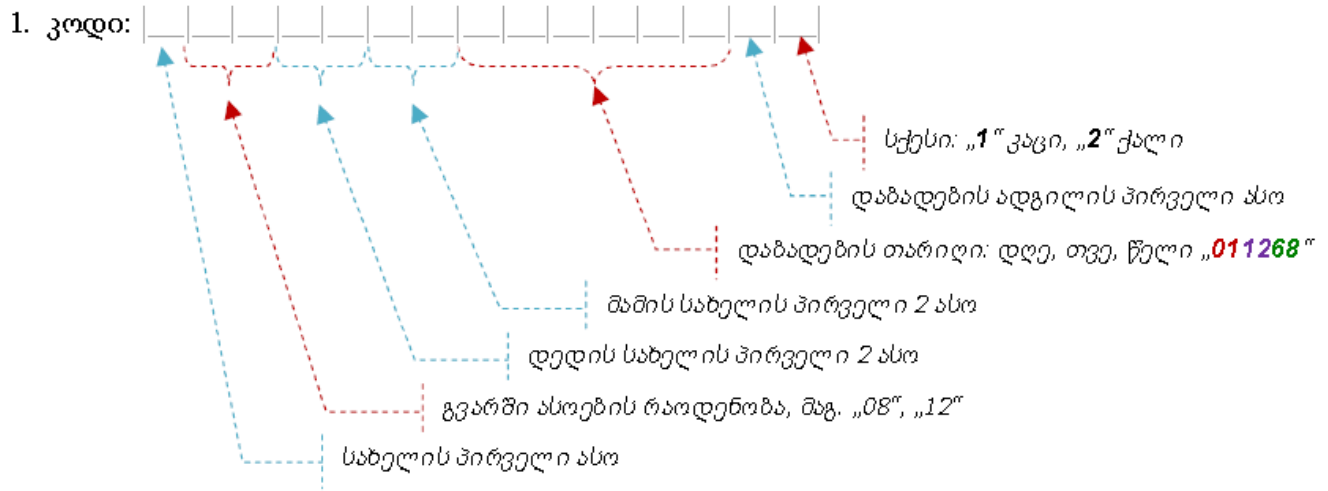 1. კოდი:
სქესი: „1“ კაცი, „2“ ქალი
დაბადების ადგილის პირველი ასო
დაბადების თარიღი: დღე, თვე, წელი „011268“
მამის სახელის პირველი 2 ასო
დედის სახელის პირველი 2 ასო
გვარში ასოების რაოდენობა, მაგ. „08“, „12“
სახელის პირველი ასო